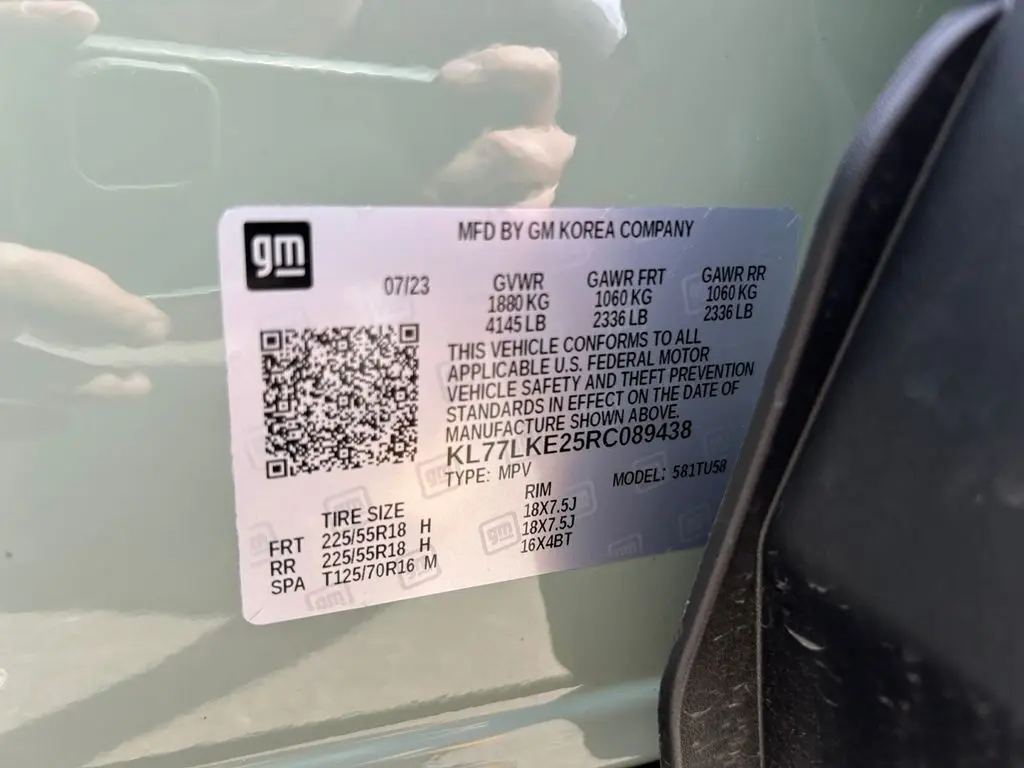 gm
MFD BY GM KOREA COMPANY
07/23 GVWR GAWR FRT GAWR RR
1880 KG 1060 KG 1060 KG
4145 LB 2336 LB 2336 LB
THIS VEHICLE CONFORMS TO ALL
APPLICABLE U.S. FEDERAL MOTOR
VEHICLE SAFETY AND THEFT PREVENTION
STANDARDS IN EFFECT ON THE DATE OF
MANUFACTURE SHOWN ABOVE.
KL77LKE25RC089438
TYPE: MPV MODEL: 581TU58
TIRE SIZE RIM
FRT 225/55R18 H 18X7.5J
RR 225/55R18 H 18X7.5J
SPA T125/70R16 M 16X4BT